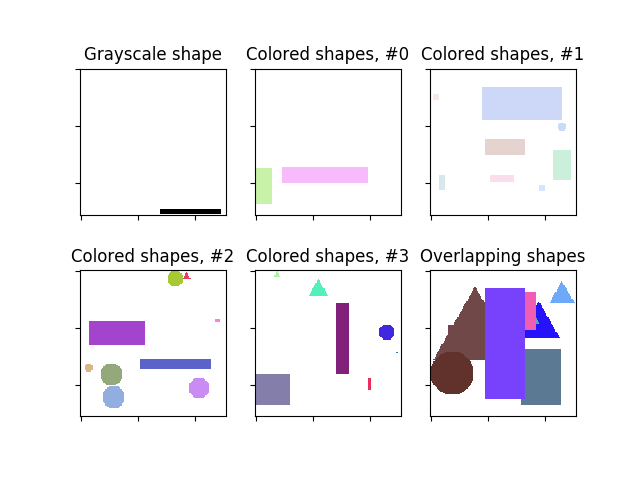 Grayscale shape
Colored shapes, #0
Colored shapes, #1
Colored shapes, #2
Colored shapes, #3
Overlapping shapes